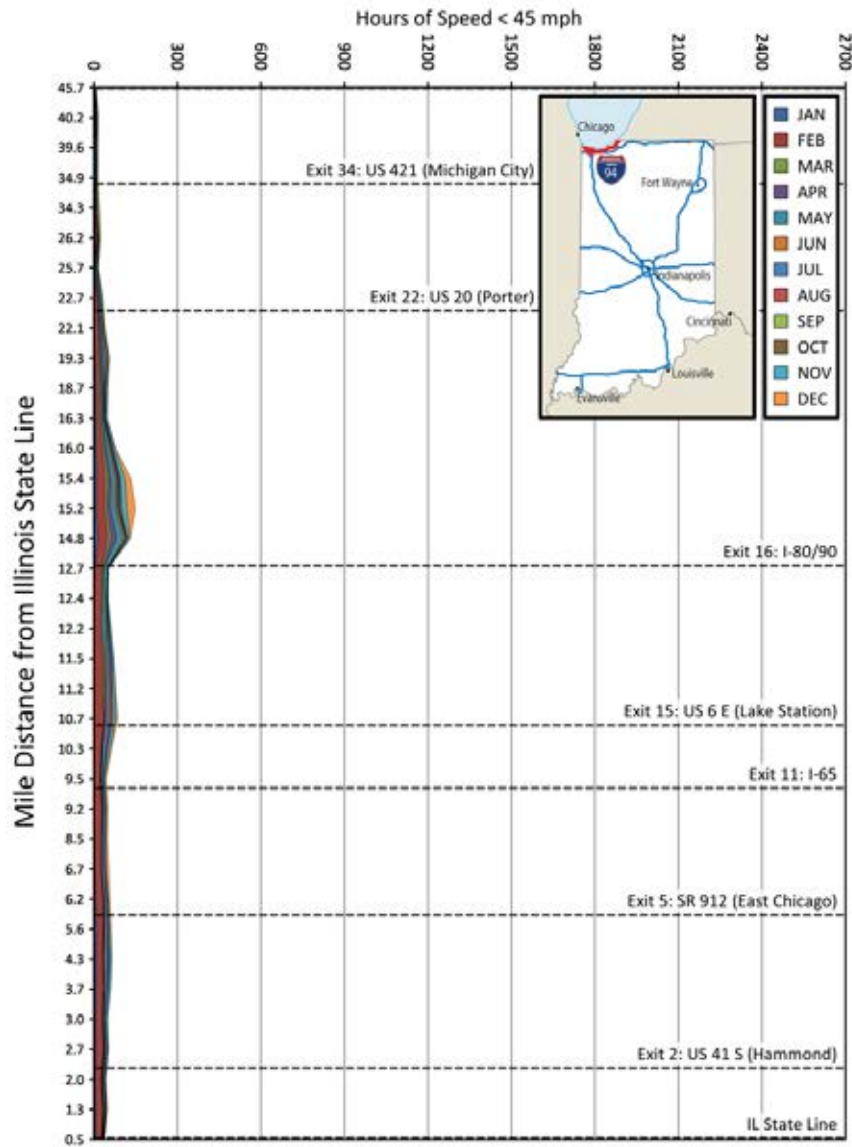 Hours of Speed < 45 mph
0
300
600
900
1200
1500
1800
2100
2400
2700
Mile Distance from Illinois State Line
45.7
40.2
39.6
34.9
34.3
26.2
25.7
22.7
22.1
19.3
18.7
16.3
16.0
15.4
15.2
14.8
12.7
12.4
12.2
11.5
11.2
10.7
10.3
9.5
9.2
8.5
6.7
6.2
5.6
4.3
3.7
3.0
2.7
2.0
1.3
0.5
Exit 34: US 421 (Michigan City)
Exit 22: US 20 (Porter)
Exit 16: I-80/90
Exit 15: US 6 E (Lake Station)
Exit 11: I-65
Exit 5: SR 912 (East Chicago)
Exit 2: US 41 S (Hammond)
IL State Line
Chicago
94
Fort Wayne
Indianapolis
Cincinnati
Louisville
Evansville
JAN
FEB
MAR
APR
MAY
JUN
JUL
AUG
SEP
OCT
NOV
DEC